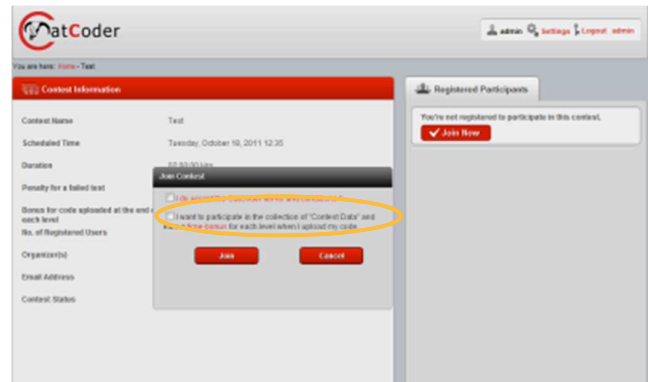 CatCoder
admin Settings Logout admin
You are here: Home - Test
Contest Information
Registered Participants
You're not registered to participate in this contest.
Join Now
Contest Name Test
Scheduled Time Tuesday, October 18, 2011 12:35
Duration
Join Contest
Penalty for a failed test
Bonus for code uploaded at the end
each level
I want to participate in the collection of "Contest Data" and
time-bonus for each level when I upload my code
No. of Registered Users
Organizer(s)
Join Cancel
Email Address
Contest Status